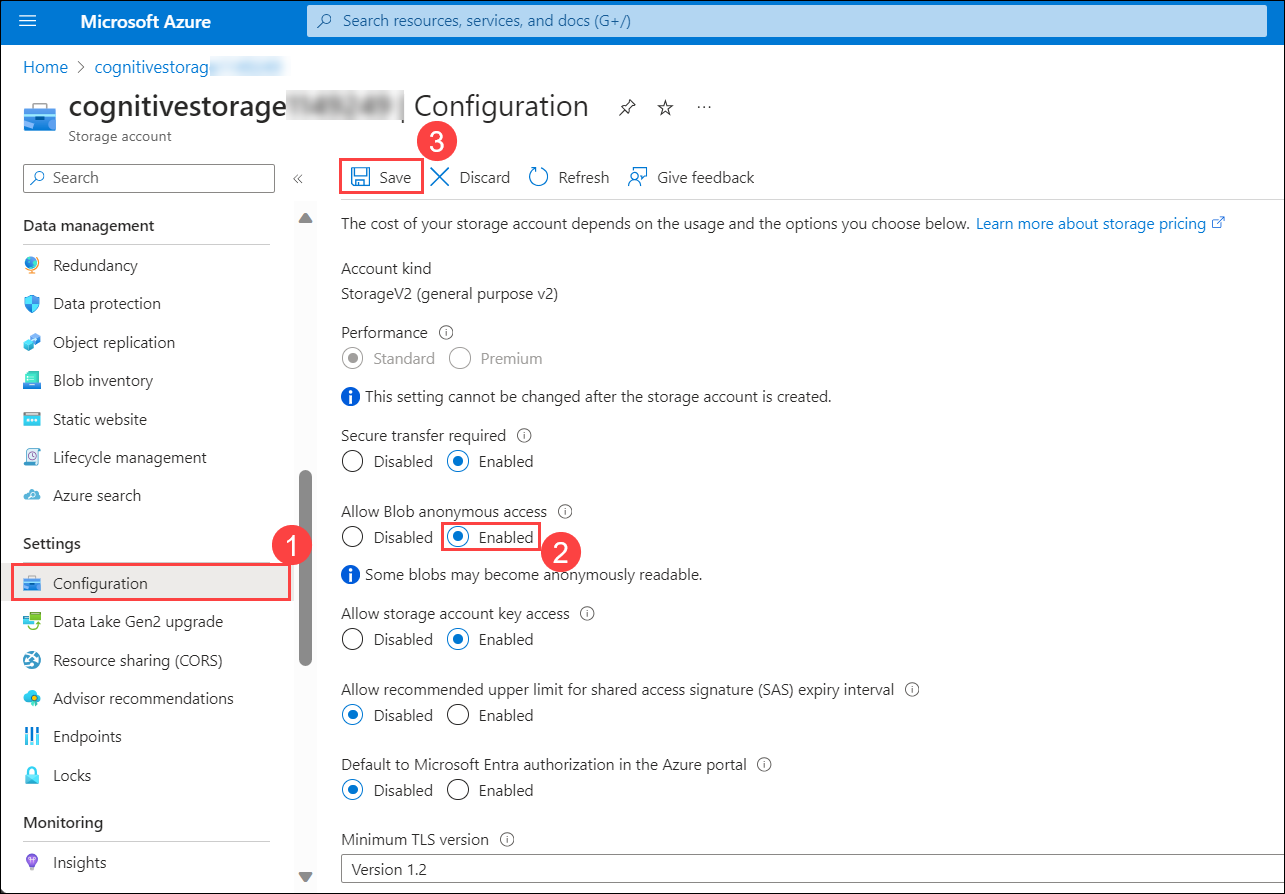 Microsoft Azure
Search resources, services, and docs (G+/)
Home > cognitivestorag
cognitivestorage | Configuration
Storage account
3
Search
Save
Discard
Refresh
Give feedback
The cost of your storage account depends on the usage and the options you choose below. Learn more about storage pricing
Data management
Redundancy
Data protection
Object replication
Blob inventory
Static website
Lifecycle management
Azure search
Settings
1
Configuration
Data Lake Gen2 upgrade
Resource sharing (CORS)
Advisor recommendations
Endpoints
Locks
Monitoring
Insights
Account kind
StorageV2 (general purpose v2)
Performance
Standard Premium
This setting cannot be changed after the storage account is created.
Secure transfer required
Disabled Enabled
Allow Blob anonymous access
Disabled Enabled
2
Some blobs may become anonymously readable.
Allow storage account key access
Disabled Enabled
Allow recommended upper limit for shared access signature (SAS) expiry interval
Disabled Enabled
Default to Microsoft Entra authorization in the Azure portal
Disabled Enabled
Minimum TLS version
Version 1.2